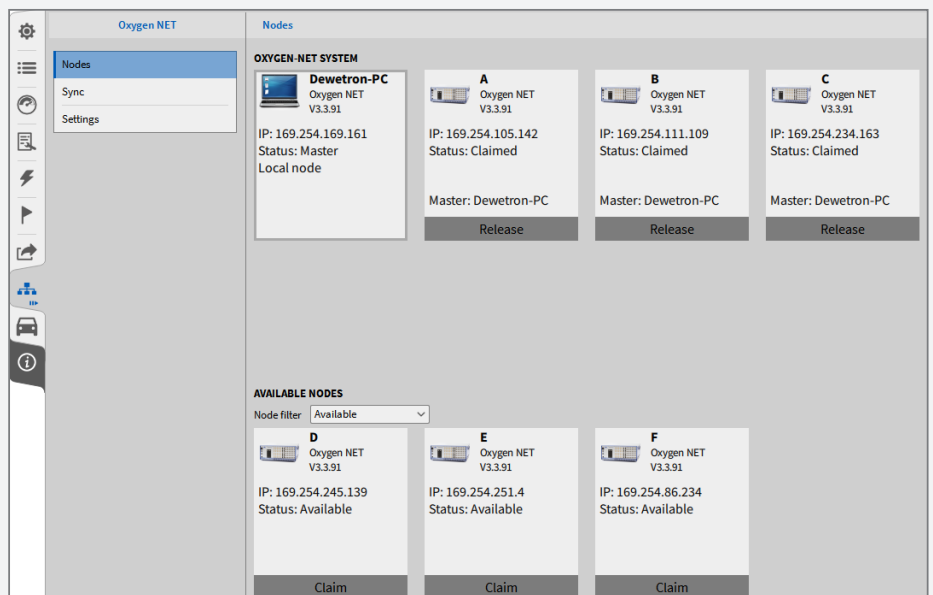 Oxygen NET
Nodes
Nodes
Sync
Settings
OXYGEN-NET SYSTEM
Dewetron-PC
Oxygen NET
V3.3.91
IP: 169.254.169.161
Status: Master
Local node
A
Oxygen NET
V3.3.91
IP: 169.254.105.142
Status: Claimed
Master: Dewetron-PC
Release
B
Oxygen NET
V3.3.91
IP: 169.254.111.109
Status: Claimed
Master: Dewetron-PC
Release
C
Oxygen NET
V3.3.91
IP: 169.254.234.163
Status: Claimed
Master: Dewetron-PC
Release
AVAILABLE NODES
Node filter Available
D
Oxygen NET
V3.3.91
IP: 169.254.245.139
Status: Available
Claim
E
Oxygen NET
V3.3.91
IP: 169.254.251.4
Status: Available
Claim
F
Oxygen NET
V3.3.91
IP: 169.254.86.234
Status: Available
Claim